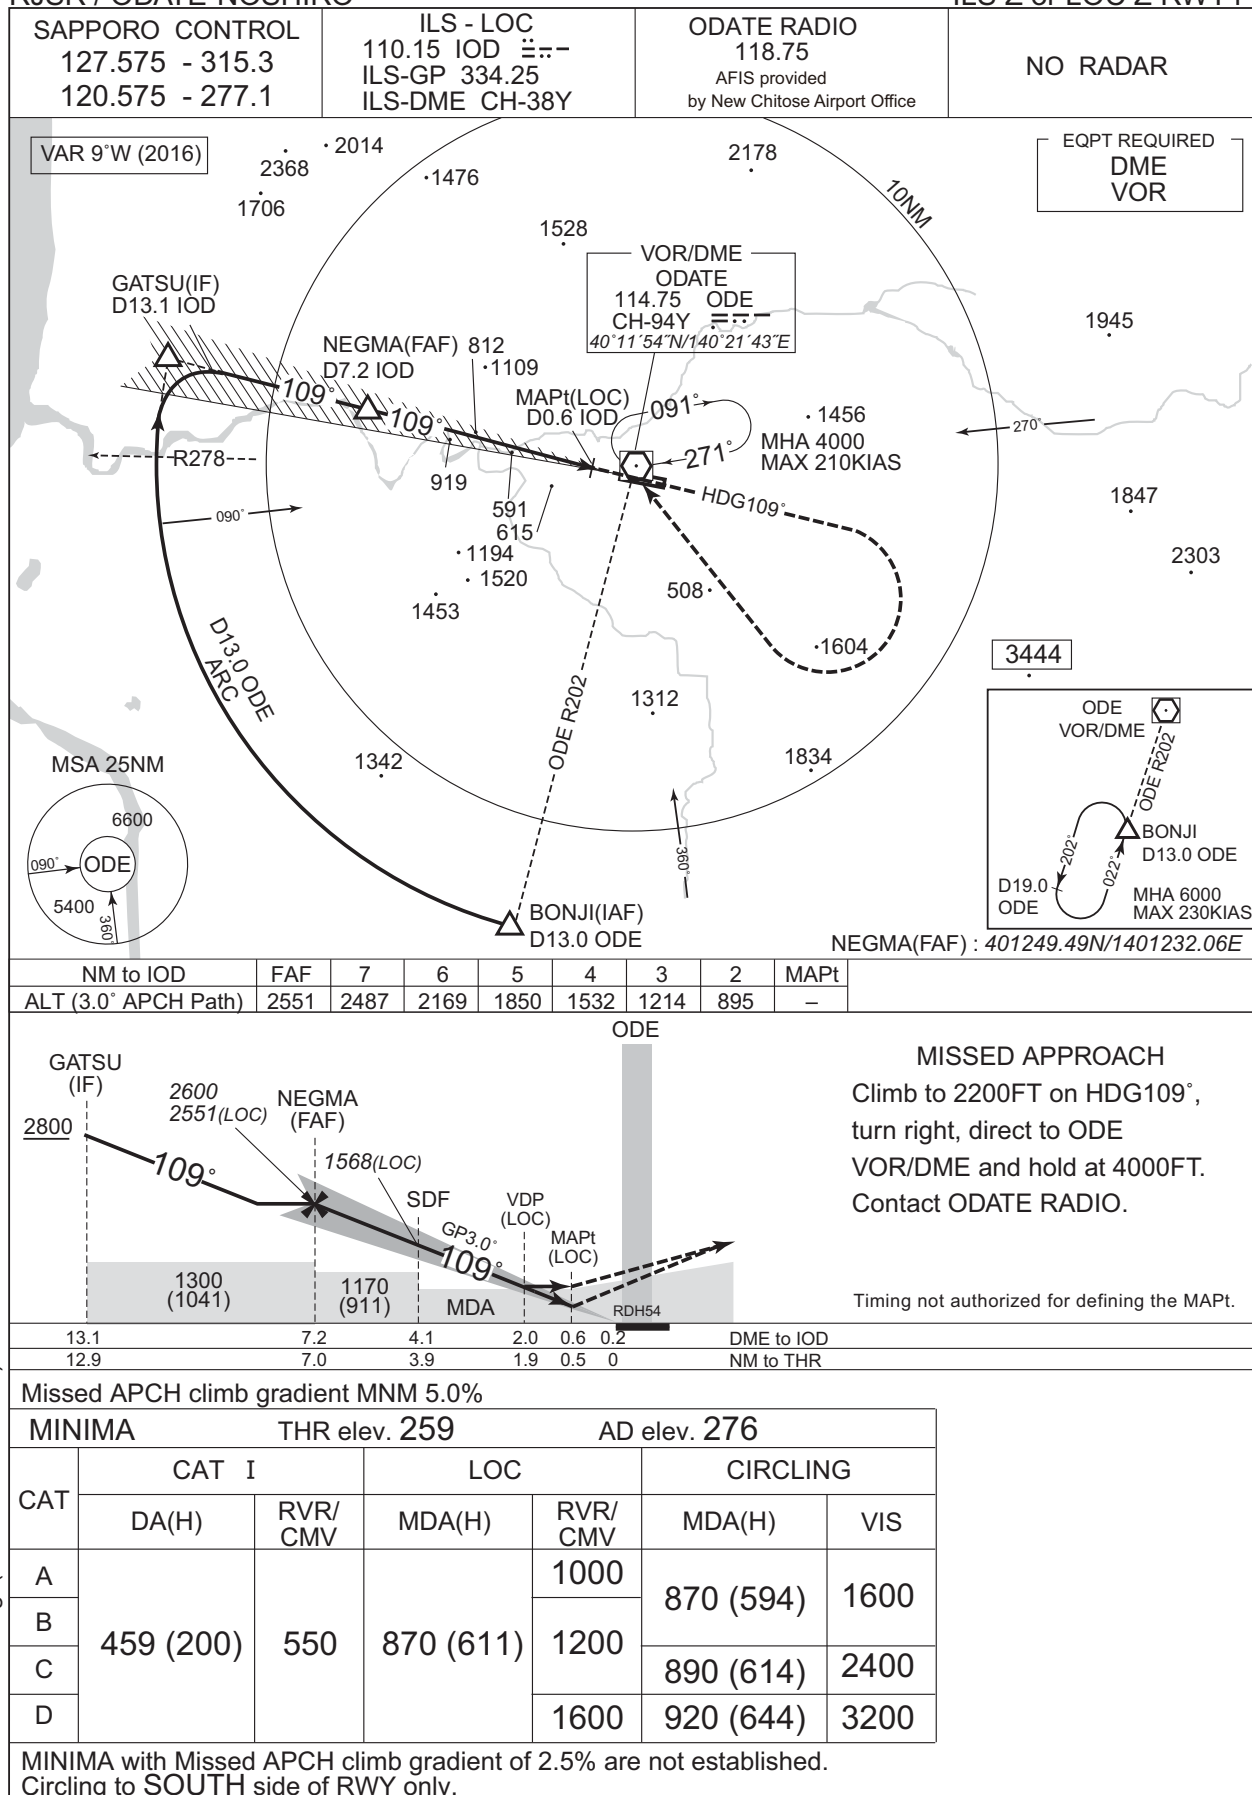 RJSR / ODATE-NOSHIRO
ILS Z or LOC Z RWY11
SAPPORO CONTROL
127.575 - 315.3
120.575 - 277.1
ILS - LOC
110.15 IOD
ILS-GP 334.25
ILS-DME CH-38Y
ODATE RADIO
118.75
AFIS provided
by New Chitose Airport Office
NO RADAR
VAR 9°W (2016)
2368
2014
1706
1476
1528
2178
10NM
EQPT REQUIRED
DME
VOR
VOR/DME
ODATE
114.75 ODE
CH-94Y
40°11´54˝N/140°21´43˝E
GATSU(IF)
D13.1 IOD
NEGMA(FAF)
D7.2 IOD
812
1109
1945
109°
109°
MAPt(LOC)
D0.6 IOD
091°
271°
1456
MHA 4000
MAX 210KIAS
270°
R278
919
591
615
HDG109°
090°
1194
1520
1453
1847
2303
508
1604
D13.0 ODE
ARC
ODE R202
1312
3444
1342
1834
MSA 25NM
6600
090°
ODE
5400
360°
360°
BONJI(IAF)
D13.0 ODE
ODE
VOR/DME
ODE R202
BONJI
D13.0 ODE
202°
022°
D19.0
ODE
MHA 6000
MAX 230KIAS
NEGMA(FAF) : 401249.49N/1401232.06E
NM to IOD FAF 7 6 5 4 3 2 MAPt
ALT (3.0° APCH Path) 2551 2487 2169 1850 1532 1214 895 –
ODE
GATSU
(IF)
2800
109°
2600
2551(LOC)
NEGMA
(FAF)
1568(LOC)
SDF
GP3.0°
109°
VDP
(LOC)
MAPt
(LOC)
1300
(1041)
1170
(911)
MDA
RDH54
MISSED APPROACH
Climb to 2200FT on HDG109°,
turn right, direct to ODE
VOR/DME and hold at 4000FT.
Contact ODATE RADIO.
Timing not authorized for defining the MAPt.
13.1 7.2 4.1 2.0 0.6 0.2 DME to IOD
12.9 7.0 3.9 1.9 0.5 0 NM to THR
Missed APCH climb gradient MNM 5.0%
MINIMA THR elev. 259 AD elev. 276
CAT
CAT I LOC CIRCLING
DA(H) RVR/CMV MDA(H) RVR/CMV MDA(H) VIS
A
B
C
D
459 (200) 550 870 (611)
1000
1200
1600
870 (594) 1600
890 (614) 2400
920 (644) 3200
MINIMA with Missed APCH climb gradient of 2.5% are not established.
Circling to SOUTH side of RWY only.